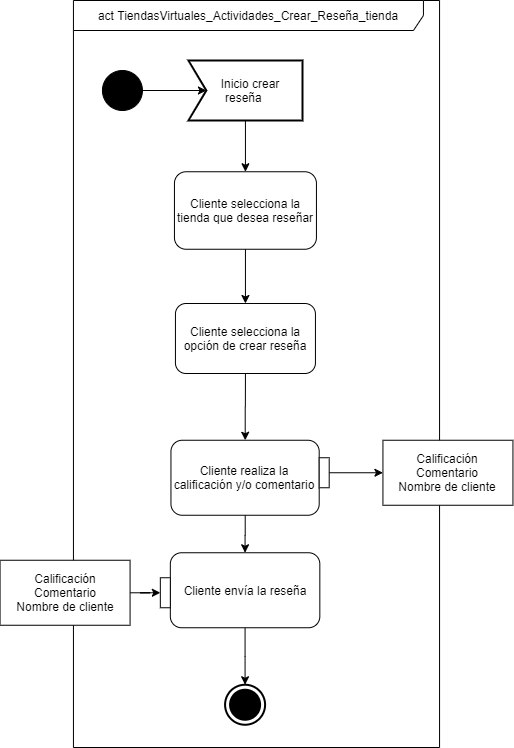 act TiendasVirtuales_Actividades_Crear_Reseña_tienda
Inicio crear
reseña
Cliente selecciona la
tienda que desea reseñar
Cliente selecciona la
opción de crear reseña
Cliente realiza la
calificación y/o comentario
Calificación
Comentario
Nombre de cliente
Calificación
Comentario
Nombre de cliente
Cliente envía la reseña